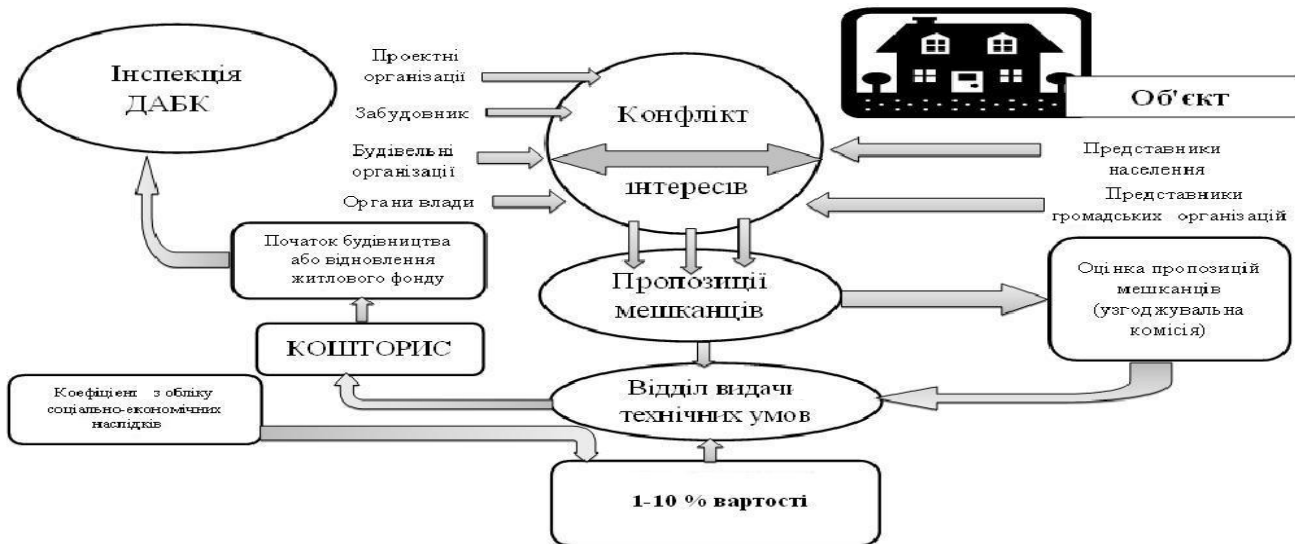 Інспекція
ДАБК
Проектні
організації
Забудовник
Будівельні
організації
Органи влади
Конфлікт
інтересів
Об'єкт
Представники
населення
Представники
громадських організацій
Початок будівництва
або відновлення
житлового фонду
Пропозиції
мешканців
Оцінка пропозицій
мешканців
(узгоджувальна
комісія)
КОШТОРИС
Коефіцієнт з обліку
соціально-економічних
наслідків
Відділ видачі
технічних умов
1-10 % вартості